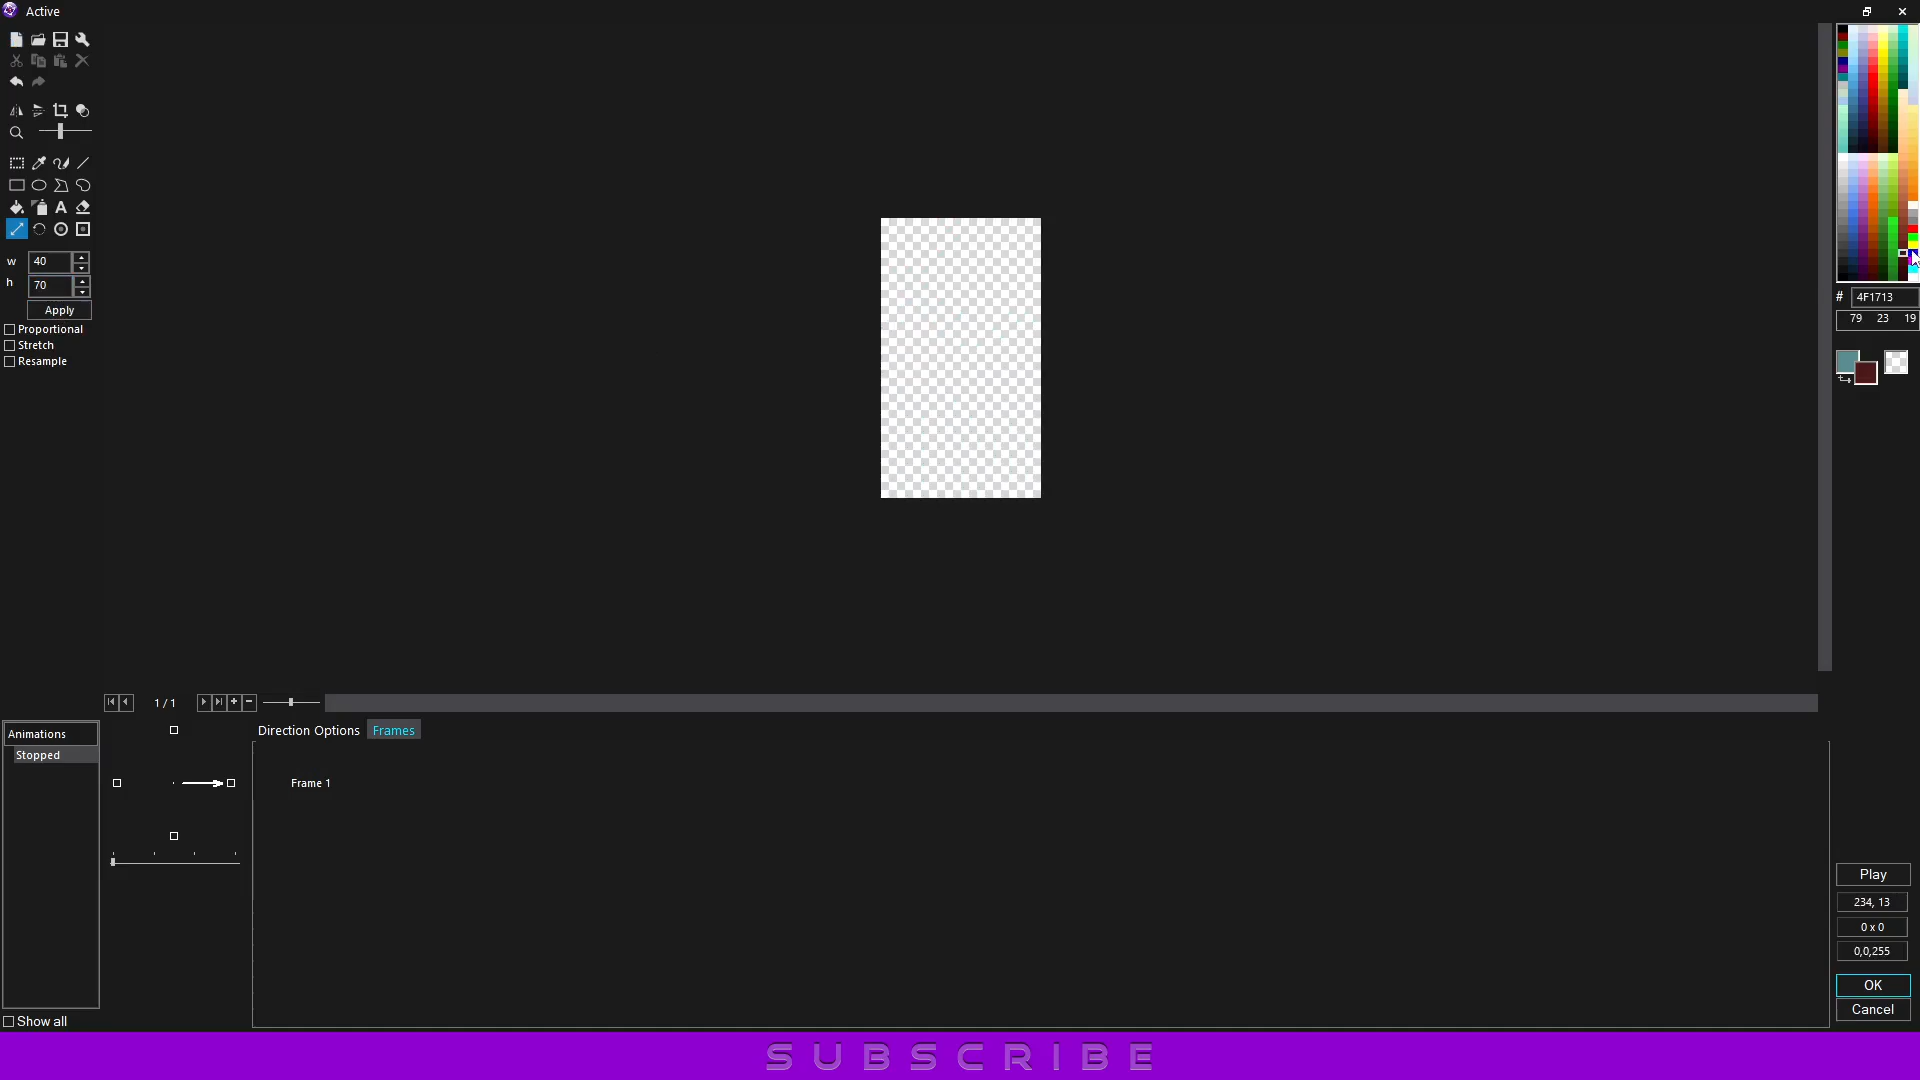 Active
w 40
h 70
Apply
Proportional
Stretch
Resample
# 4F1713
79 23 19
1 / 1
Animations
Stopped
Show all
Direction Options Frames
Frame 1
Play
234, 13
0 x 0
0,0,255
OK
Cancel
SUBSCRIBE